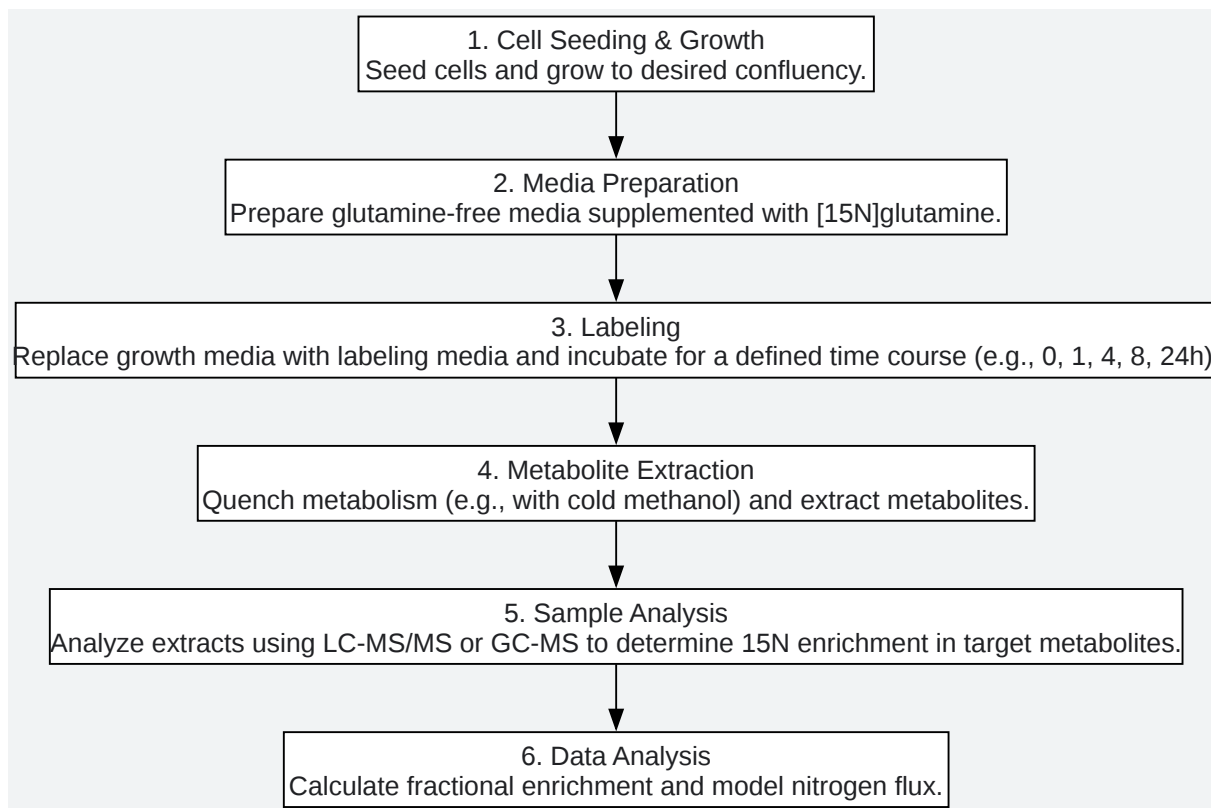 1. Cell Seeding & Growth
Seed cells and grow to desired confluency.
2. Media Preparation
Prepare glutamine-free media supplemented with [15N]glutamine.
3. Labeling
Replace growth media with labeling media and incubate for a defined time course (e.g., 0, 1, 4, 8, 24h)
4. Metabolite Extraction
Quench metabolism (e.g., with cold methanol) and extract metabolites.
5. Sample Analysis
Analyze extracts using LC-MS/MS or GC-MS to determine 15N enrichment in target metabolites.
6. Data Analysis
Calculate fractional enrichment and model nitrogen flux.